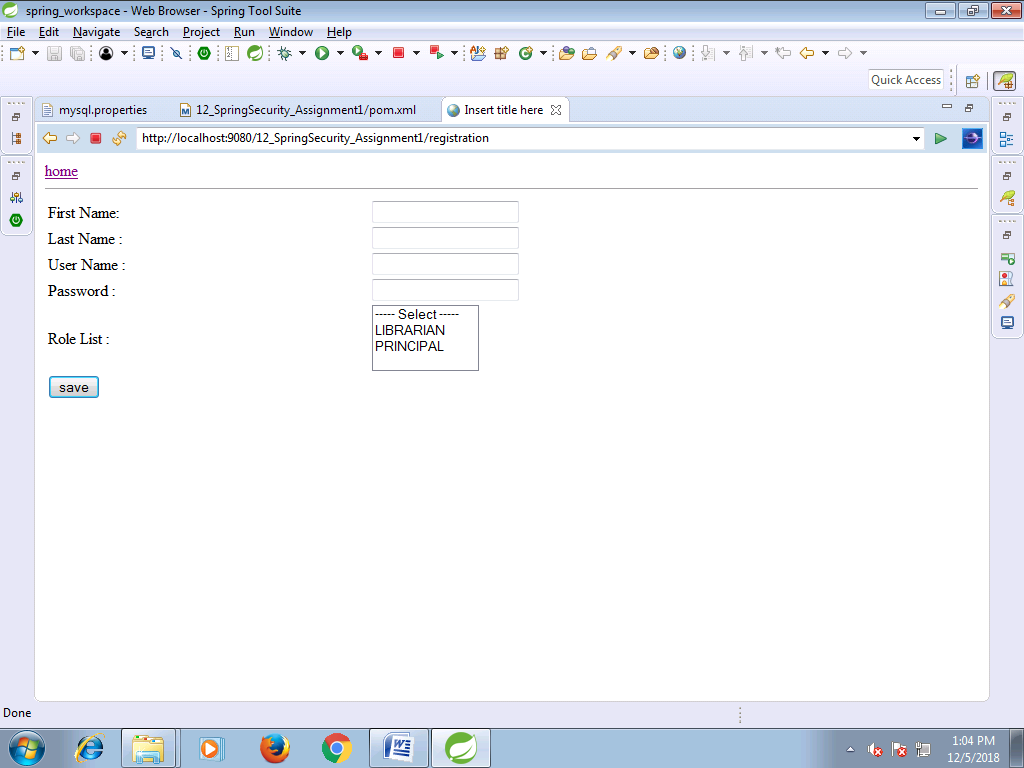 spring_workspace - Web Browser - Spring Tool Suite
File Edit Navigate Search Project Run Window Help
Quick Access
mysql.properties 12_SpringSecurity_Assignment1/pom.xml Insert title here
http://localhost:9080/12_SpringSecurity_Assignment1/registration
home
First Name:
Last Name :
User Name :
Password :
Role List :
----- Select -----
LIBRARIAN
PRINCIPAL
save
Done
1:04 PM
12/5/2018